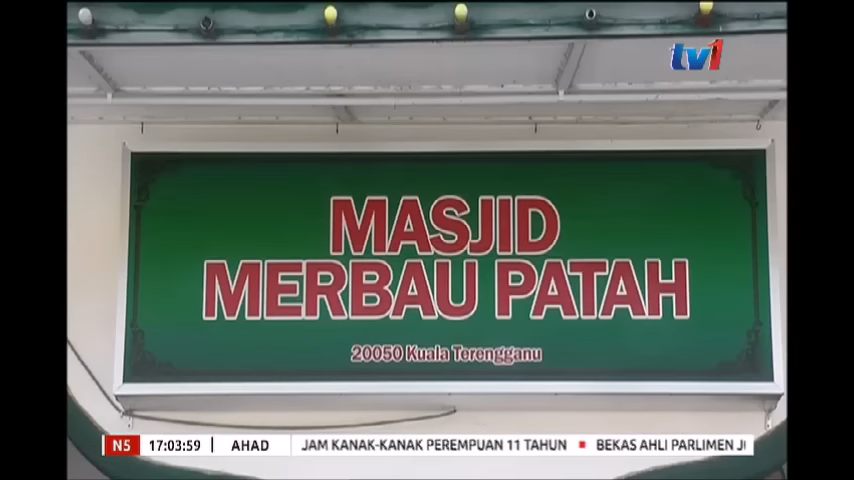 tv1
MASJID
MERBAU PATAH
20050 Kuala Terengganu
N5 17:03:59 AHAD JAM KANAK-KANAK PEREMPUAN 11 TAHUN ▪ BEKAS AHLI PARLIMEN